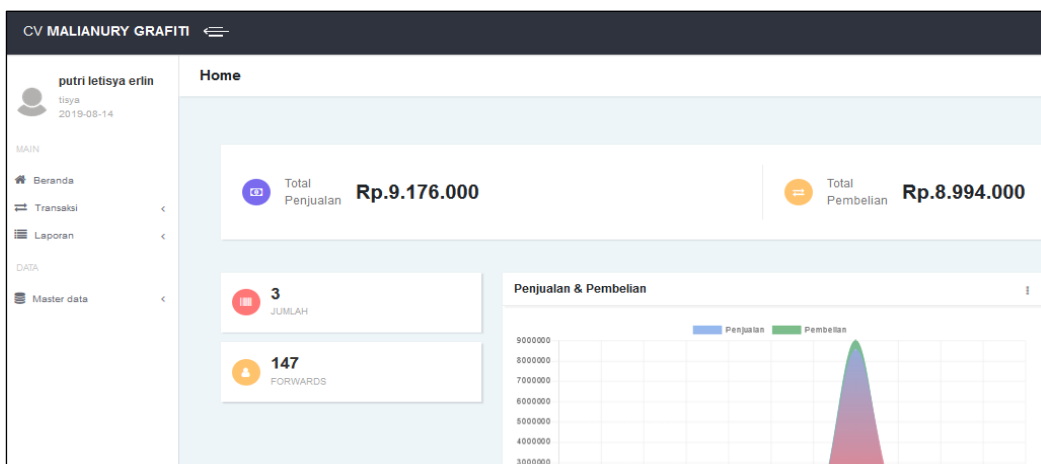 CV MALIANURY GRAFITI
putri letisya erlin
tisya
2019-08-14
MAIN
Beranda
Transaksi
Laporan
DATA
Master data
Home
Total
Penjualan
Rp.9.176.000
Total
Pembelian
Rp.8.994.000
3
JUMLAH
147
FORWARDS
Penjualan & Pembelian
Penjualan Pembelian
9000000
8000000
7000000
6000000
5000000
4000000
3000000